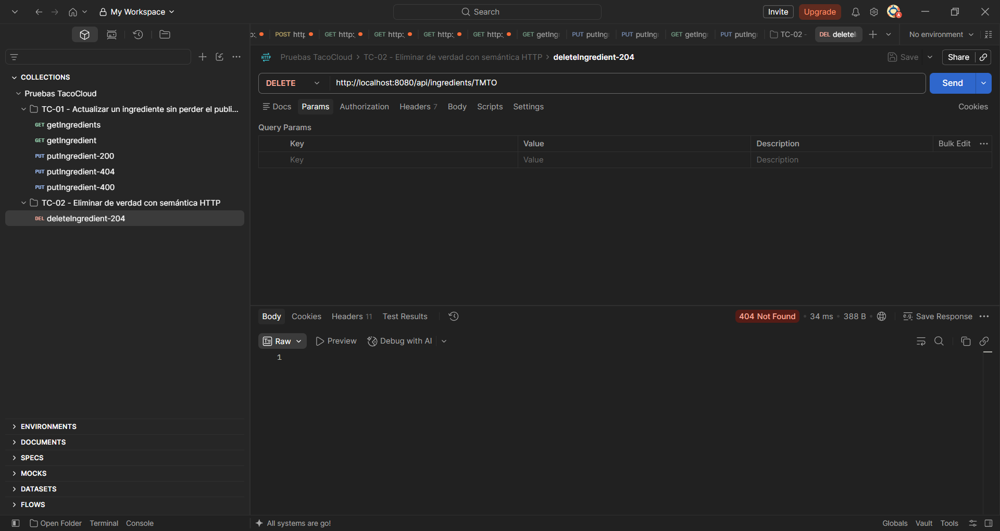 My Workspace
Search
Invite
Upgrade
POST http
GET http:
GET http:
GET http:
GET http:
GET getIng
PUT putIng
PUT putIng
GET getIng
PUT putIng
TC-02 -
DEL deleteI
No environment
Pruebas TacoCloud > TC-02 - Eliminar de verdad con semántica HTTP > deleteIngredient-204
Save
Share
COLLECTIONS
Pruebas TacoCloud
TC-01 - Actualizar un ingrediente sin perder el publi...
GET getIngredients
GET getIngredient
PUT putIngredient-200
PUT putIngredient-404
PUT putIngredient-400
TC-02 - Eliminar de verdad con semántica HTTP
DEL deleteIngredient-204
ENVIRONMENTS
DOCUMENTS
SPECS
MOCKS
DATASETS
FLOWS
HTTP
DELETE
http://localhost:8080/api/ingredients/TMTO
Send
Docs
Params
Authorization
Headers 7
Body
Scripts
Settings
Cookies
Query Params
Key
Value
Description
Bulk Edit
Key
Value
Description
Body
Cookies
Headers 11
Test Results
404 Not Found
34 ms
388 B
e.g. Save Response
Raw
Preview
Debug with AI
1
Open Folder
Terminal
Console
All systems are go!
Globals
Vault
Tools